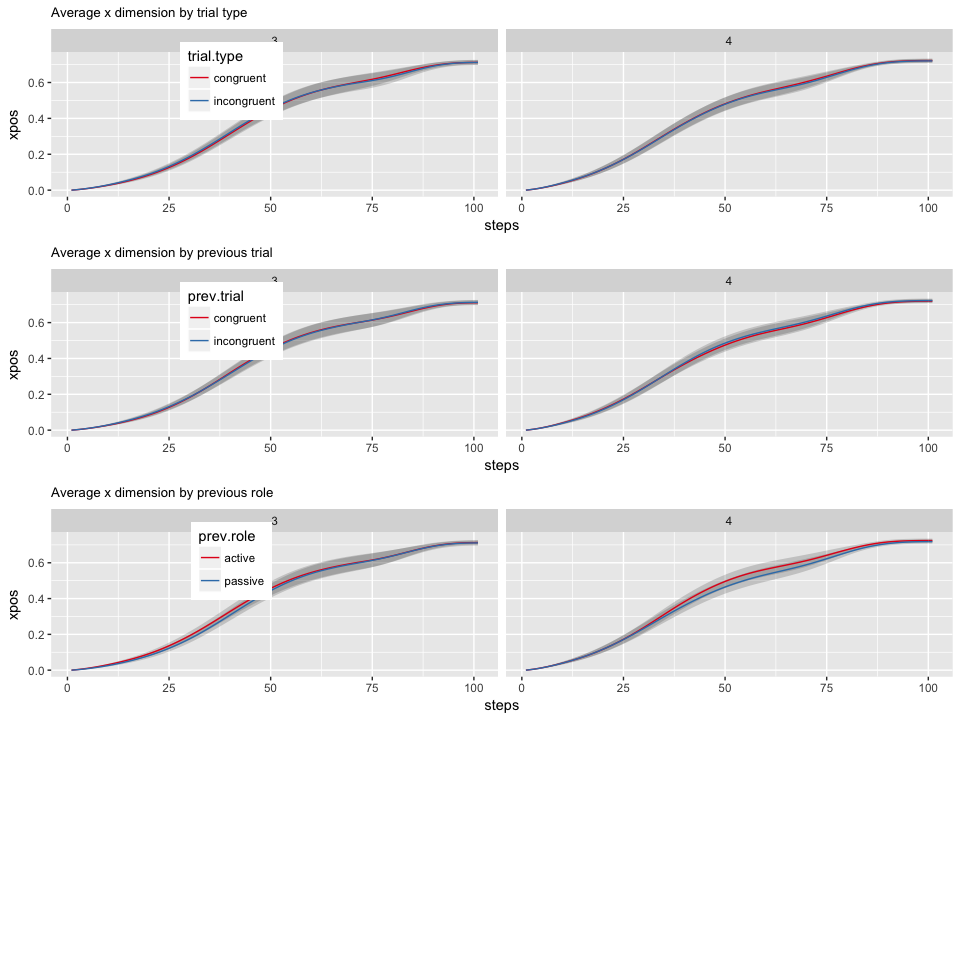 Average x dimension by trial type
3 4
trial.type
congruent
incongruent
xpos
0.6
0.4
0.2
0.0
0 25 50 75 100 0 25 50 75 100
steps
Average x dimension by previous trial
3 4
prev.trial
congruent
incongruent
xpos
0.6
0.4
0.2
0.0
0 25 50 75 100 0 25 50 75 100
steps
Average x dimension by previous role
3 4
prev.role
active
passive
xpos
0.6
0.4
0.2
0.0
0 25 50 75 100 0 25 50 75 100
steps